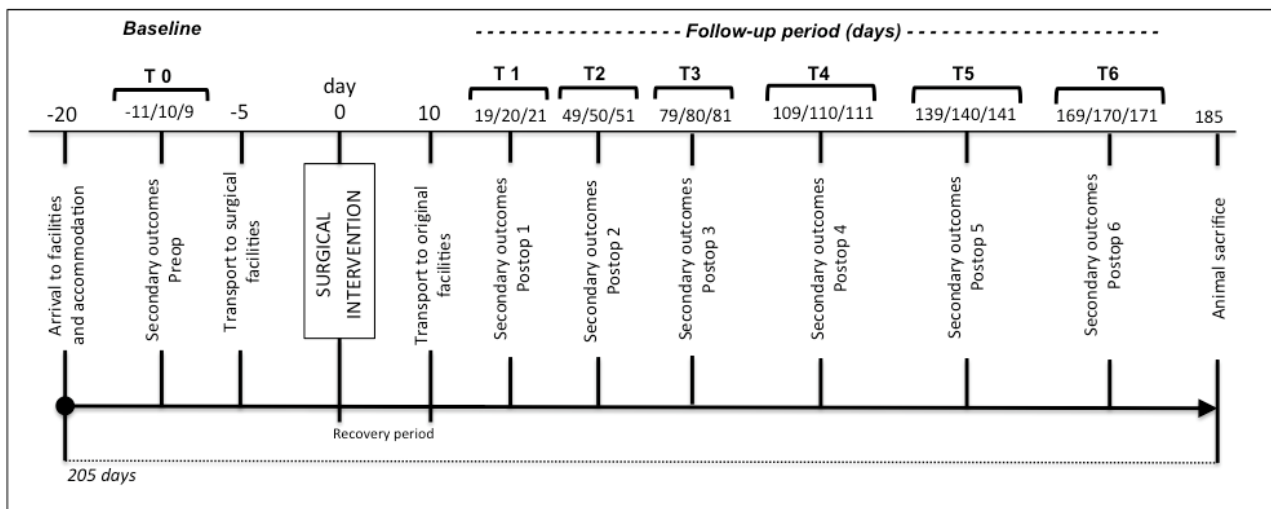 Baseline
- - - - - - - - - - - - - - - - Follow-up period (days) - - - - - - - - - - - - - - - - - - -
T 0
day
T 1
T2
T3
T4
T5
T6
-20
-11/10/9
-5
0
10
19/20/21
49/50/51
79/80/81
109/110/111
139/140/141
169/170/171
185
Arrival to facilities
and accommodation
Secondary outcomes
Preop
Transport to surgical
facilities
SURGICAL
INTERVENTION
Transport to original
facilities
Secondary outcomes
Postop 1
Secondary outcomes
Postop 2
Secondary outcomes
Postop 3
Secondary outcomes
Postop 4
Secondary outcomes
Postop 5
Secondary outcomes
Postop 6
Animal sacrifice
Recovery period
205 days